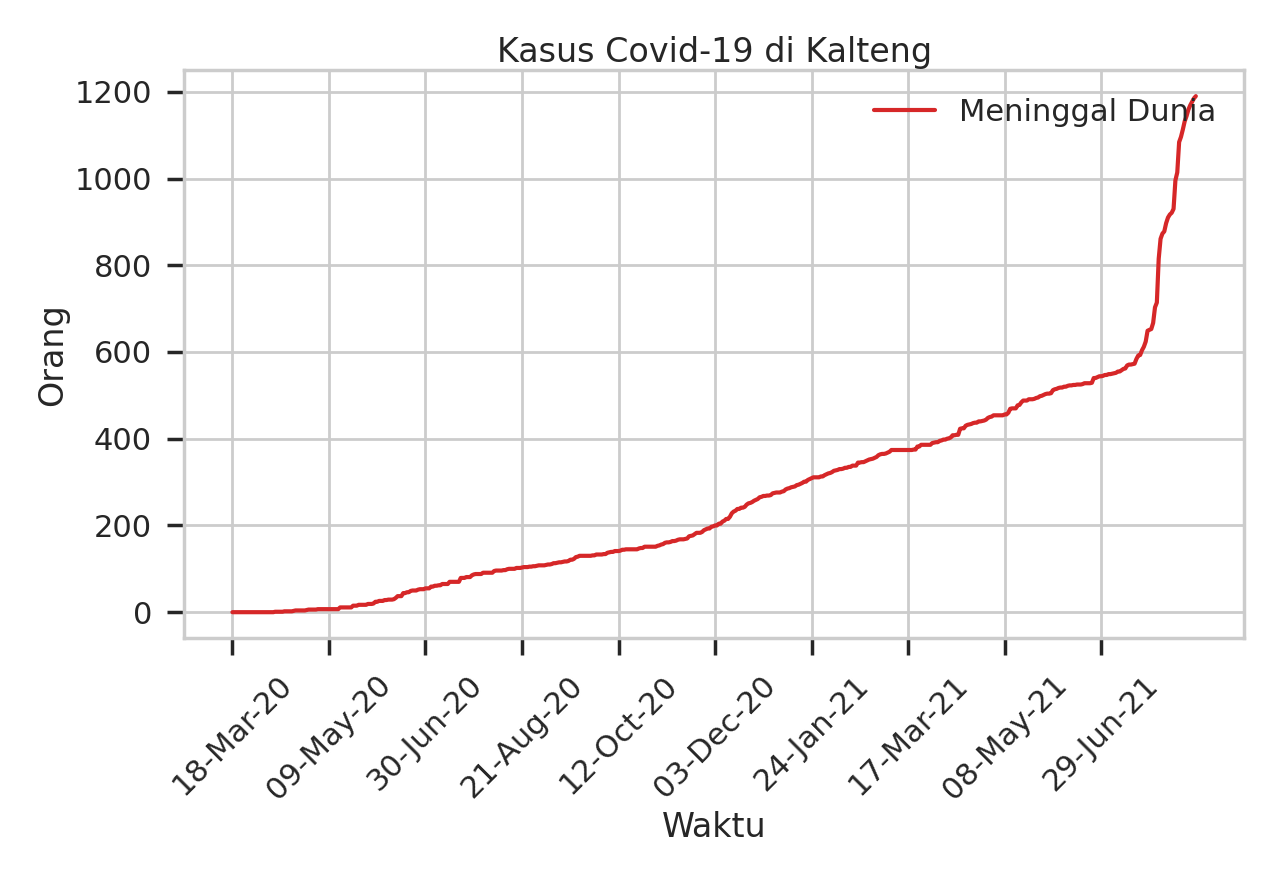 Kasus Covid-19 di Kalteng
Meninggal Dunia
Orang
1200
1000
800
600
400
200
0
18-Mar-20
09-May-20
30-Jun-20
21-Aug-20
12-Oct-20
03-Dec-20
24-Jan-21
17-Mar-21
08-May-21
29-Jun-21
Waktu